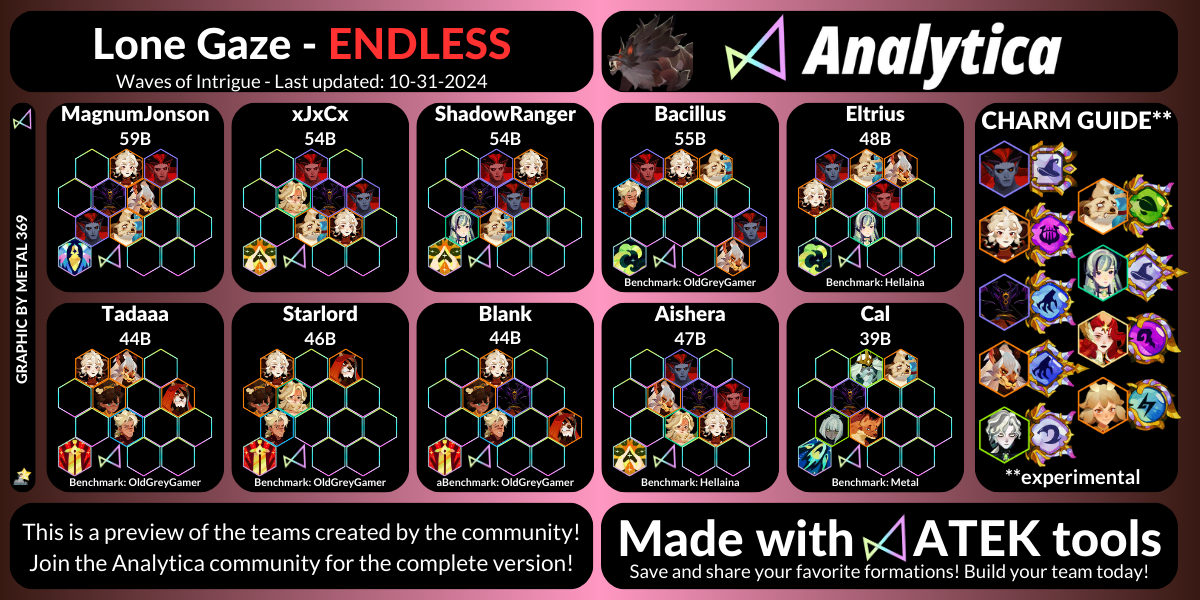 Lone Gaze - ENDLESS
Waves of Intrigue - Last updated: 10-31-2024
Analytica
GRAPHIC BY METAL 369
MagnumJonson
59B
xJxCx
54B
ShadowRanger
54B
Bacillus
55B
Benchmark: OldGreyGamer
Eltrius
48B
Benchmark: Hellaina
Tadaaa
44B
Benchmark: OldGreyGamer
Starlord
46B
Benchmark: OldGreyGamer
Blank
44B
aBenchmark: OldGreyGamer
Aishera
47B
Benchmark: Hellaina
Cal
39B
Benchmark: Metal
CHARM GUIDE**
**experimental
This is a preview of the teams created by the community!
Join the Analytica community for the complete version!
Made with ATEK tools
Save and share your favorite formations! Build your team today!